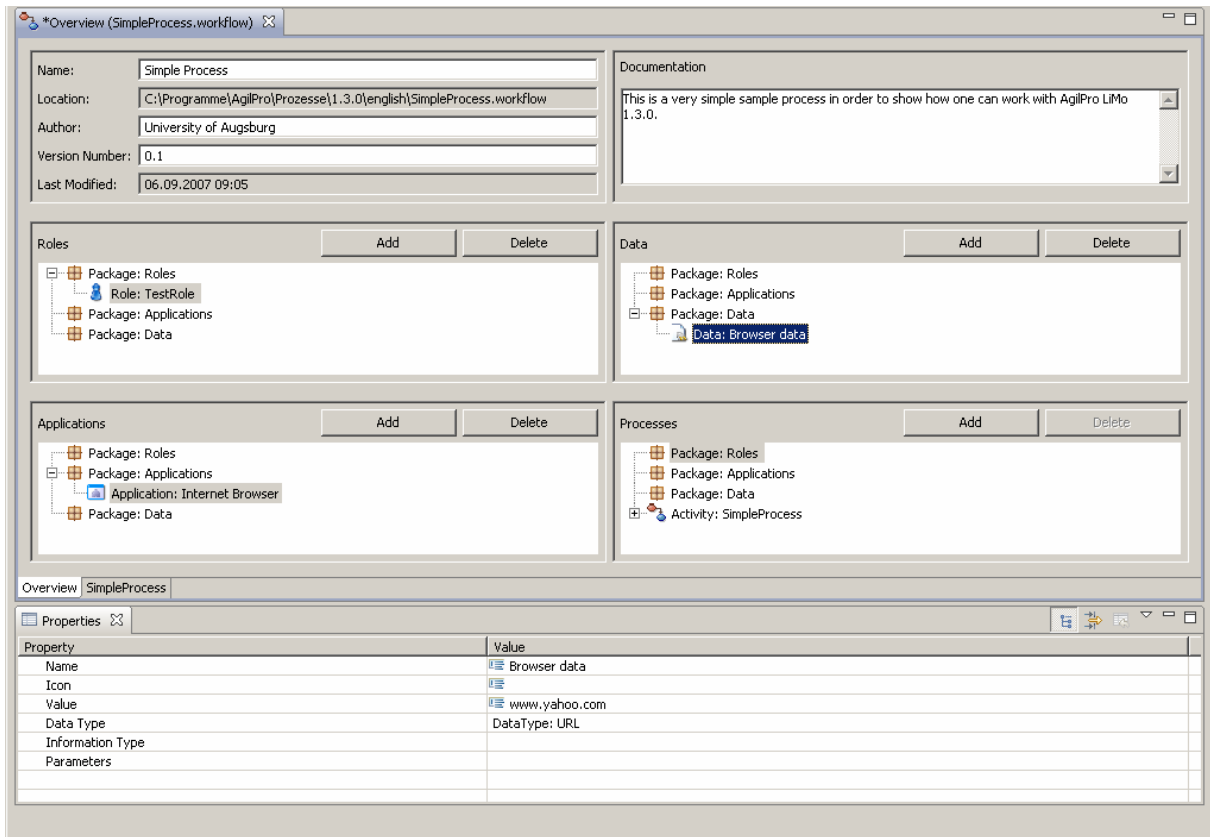 *Overview (SimpleProcess.workflow)
Name: Simple Process
Location: C:\Programme\AgilPro\Prozesse\1.3.0\english\SimpleProcess.workflow
Author: University of Augsburg
Version Number: 0.1
Last Modified: 06.09.2007 09:05
Documentation
This is a very simple sample process in order to show how one can work with AgilPro LiMo
1.3.0.
Roles Add Delete
Package: Roles
Role: TestRole
Package: Applications
Package: Data
Data Add Delete
Package: Roles
Package: Applications
Package: Data
Data: Browser data
Applications Add Delete
Package: Roles
Package: Applications
Application: Internet Browser
Package: Data
Processes Add Delete
Package: Roles
Package: Applications
Package: Data
Activity: SimpleProcess
Overview SimpleProcess
Properties
Property Value
Name Browser data
Icon
Value www.yahoo.com
Data Type DataType: URL
Information Type
Parameters